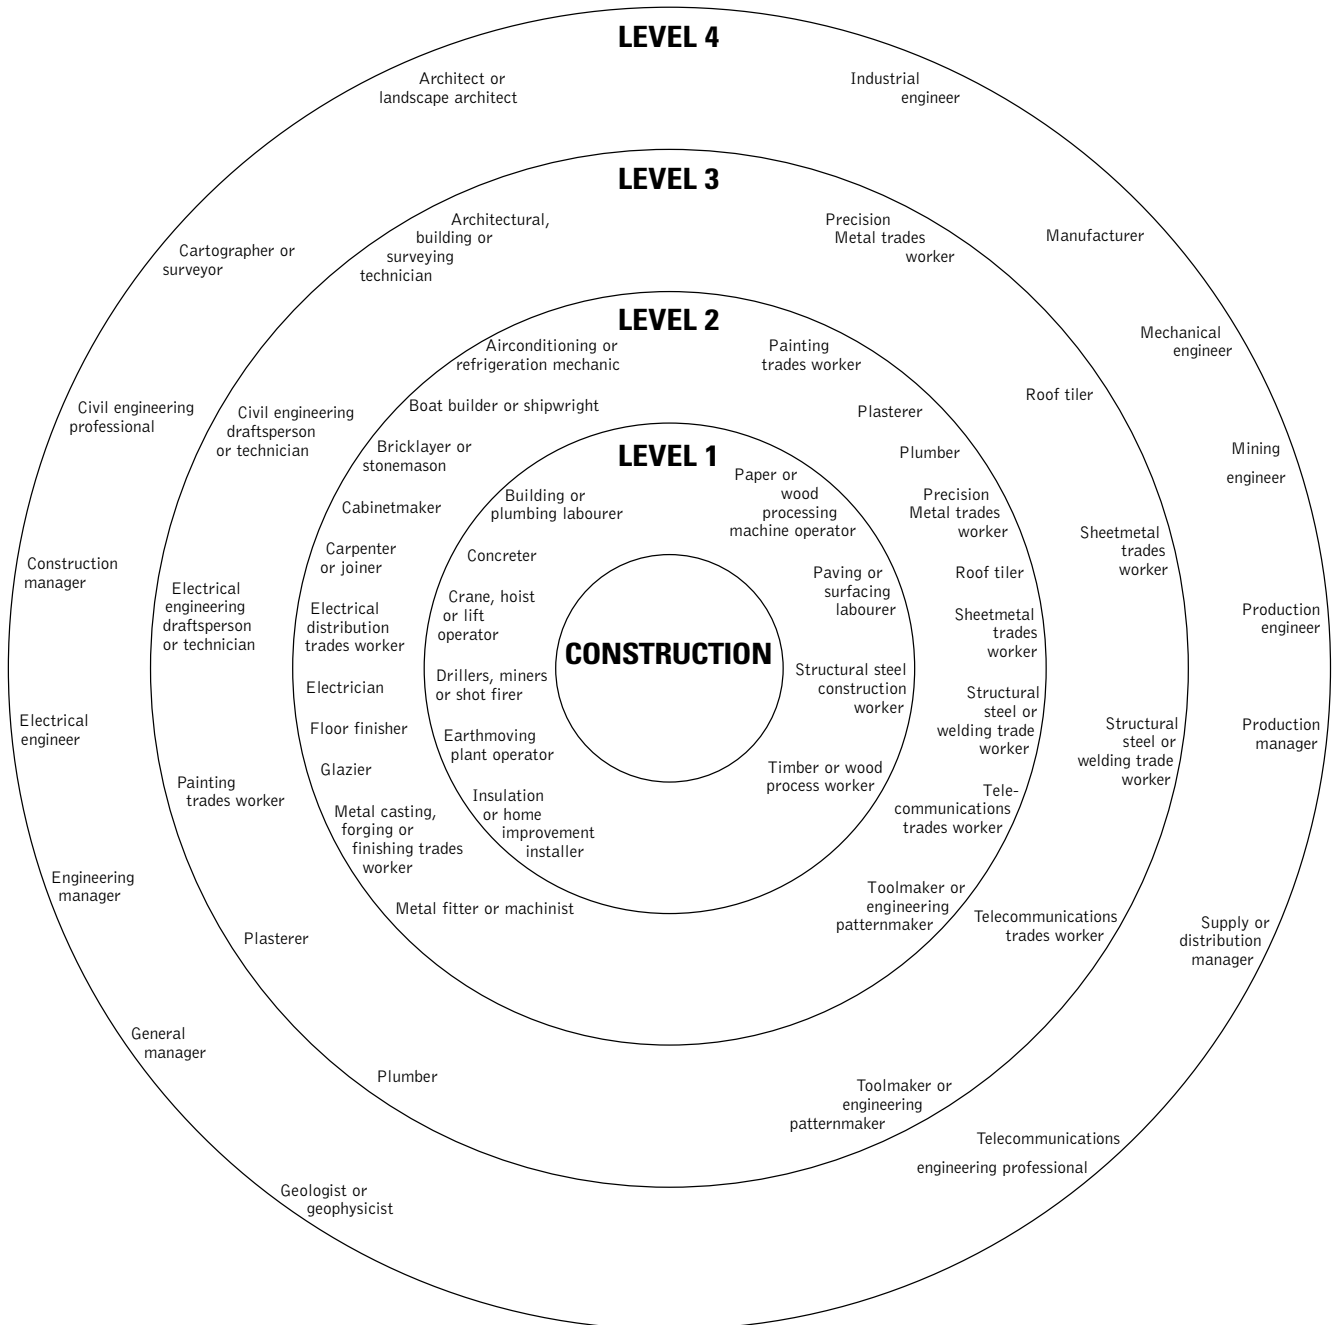 LEVEL 4
Architect or
landscape architect
Industrial
engineer
Cartographer or
surveyor
Manufacturer
Mechanical
engineer
Civil engineering
professional
Mining
engineer
Construction
manager
Production
engineer
Electrical
engineer
Production
manager
Engineering
manager
Supply or
distribution
manager
General
manager
Telecommunications
engineering professional
Geologist or
geophysicist
LEVEL 3
Architectural,
building or
surveying
technician
Precision
Metal trades
worker
Civil engineering
draftsperson
or technician
Roof tiler
Electrical
engineering
draftsperson
or technician
Sheetmetal
trades
worker
Painting
trades worker
Structural
steel or
welding trade
worker
Plasterer
Telecommunications
trades worker
Plumber
Toolmaker or
engineering
patternmaker
LEVEL 2
Airconditioning or
refrigeration mechanic
Boat builder or shipwright
Bricklayer or
stonemason
Cabinetmaker
Carpenter
or joiner
Electrical
distribution
trades worker
Electrician
Floor finisher
Glazier
Metal casting,
forging or
finishing trades
worker
Metal fitter or machinist
Painting
trades worker
Plasterer
Plumber
Precision
Metal trades
worker
Roof tiler
Sheetmetal
trades
worker
Structural
steel or
welding trade
worker
Tele-
communications
trades worker
Toolmaker or
engineering
patternmaker
LEVEL 1
Building or
plumbing labourer
Concreter
Crane, hoist
or lift
operator
Drillers, miners
or shot firer
Earthmoving
plant operator
Insulation
or home
improvement
installer
Paper or
wood
processing
machine operator
Paving or
surfacing
labourer
Structural steel
construction
worker
Timber or wood
process worker
CONSTRUCTION